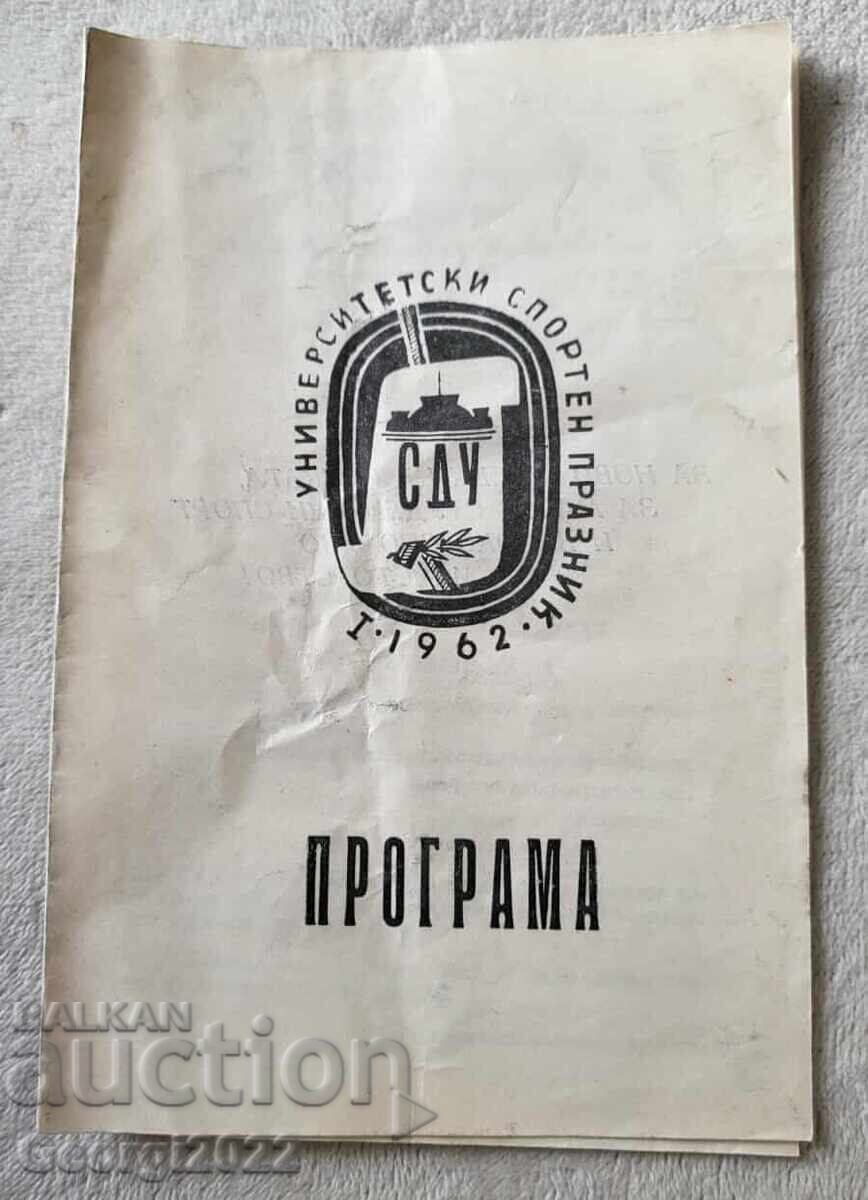 I УНИВЕРСИТЕТСКИ СПОРТЕН ПРАЗНИК
·1962·
СДУ
ПРОГРАМА
BALKAN
auction
Georgi2022